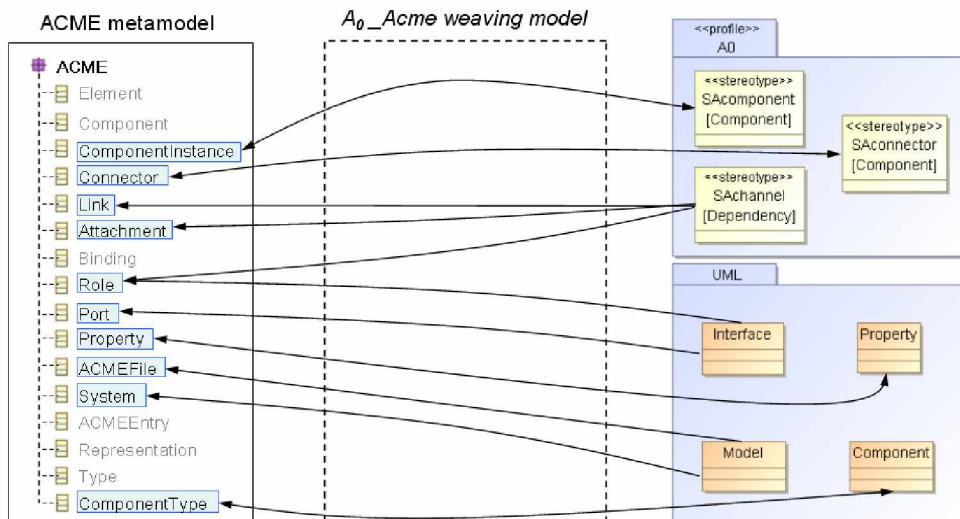 ACME metamodel
A₀_Acme weaving model
ACME
Element
Component
ComponentInstance
Connector
Link
Attachment
Binding
Role
Port
Property
ACMEFile
System
ACMEEntry
Representation
Type
ComponentType
<<profile>>
A0
<<stereotype>>
SAcomponent
[Component]
<<stereotype>>
SAconnector
[Component]
<<stereotype>>
SAchannel
[Dependency]
UML
Interface
Property
Model
Component